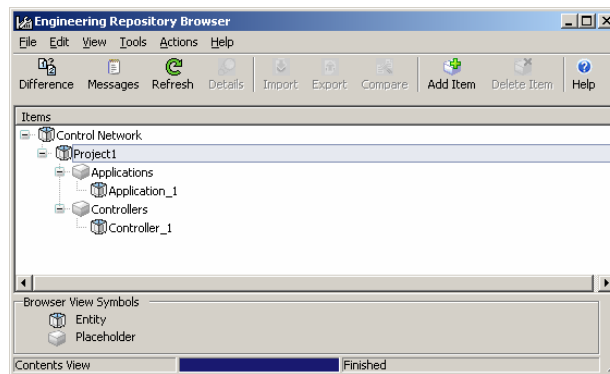 Engineering Repository Browser
File Edit View Tools Actions Help
Difference Messages Refresh Details Import Export Compare Add Item Delete Item Help
Items
Control Network
Project1
Applications
Application_1
Controllers
Controller_1
Browser View Symbols
Entity
Placeholder
Contents View Finished